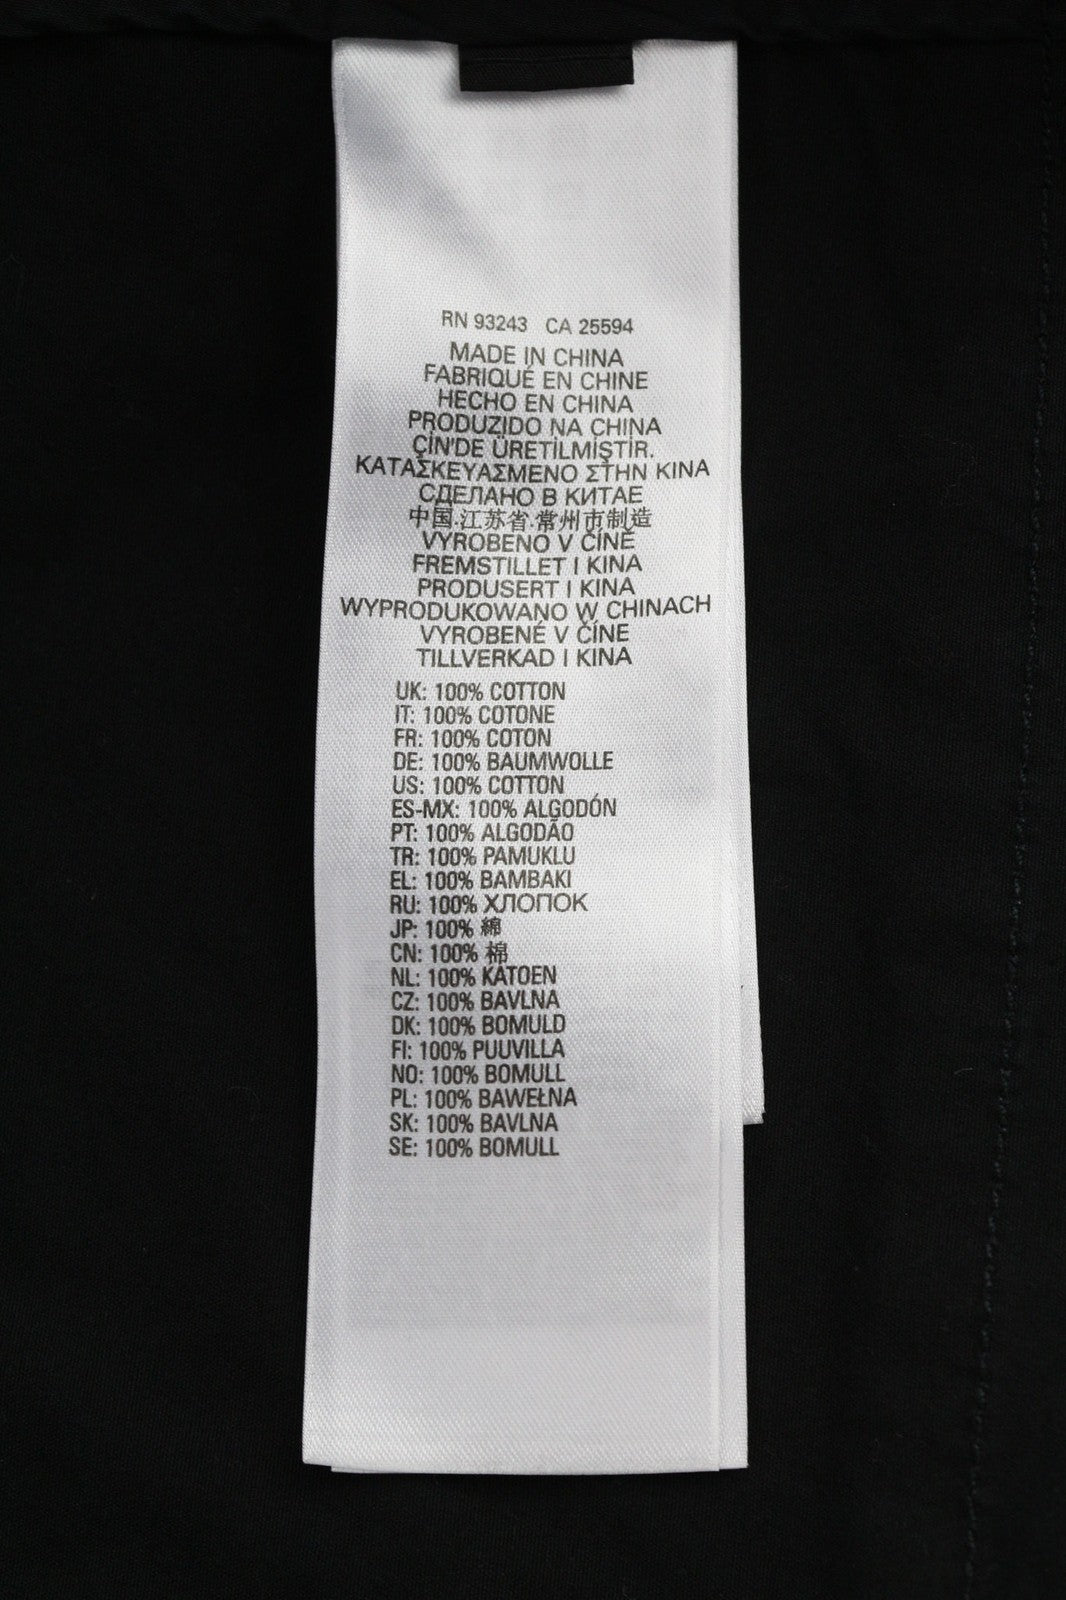 RN 93243 CA 25594
MADE IN CHINA
FABRIQUÉ EN CHINE
HECHO EN CHINA
PRODUZIDO NA CHINA
ÇİN'DE ÜRETİLMİŞTİR.
ΚΑΤΑΣΚΕΥΑΣΜΕΝΟ ΣΤΗΝ ΚΙΝΑ
СДЕЛАНО В КИТАЕ
中国.江苏省.常州市制造
VYROBENO V ČÍNĚ
FREMSTILLET I KINA
PRODUSERT I KINA
WYPRODUKOWANO W CHINACH
VYROBENÉ V ČÍNE
TILLVERKAD I KINA
UK: 100% COTTON
IT: 100% COTONE
FR: 100% COTON
DE: 100% BAUMWOLLE
US: 100% COTTON
ES-MX: 100% ALGODÓN
PT: 100% ALGODÃO
TR: 100% PAMUKLU
EL: 100% ΒΑΜΒΑΚΙ
RU: 100% ХЛОПОК
JP: 100% 綿
CN: 100% 棉
NL: 100% KATOEN
CZ: 100% BAVLNA
DK: 100% BOMULD
FI: 100% PUUVILLA
NO: 100% BOMULL
PL: 100% BAWEŁNA
SK: 100% BAVLNA
SE: 100% BOMULL